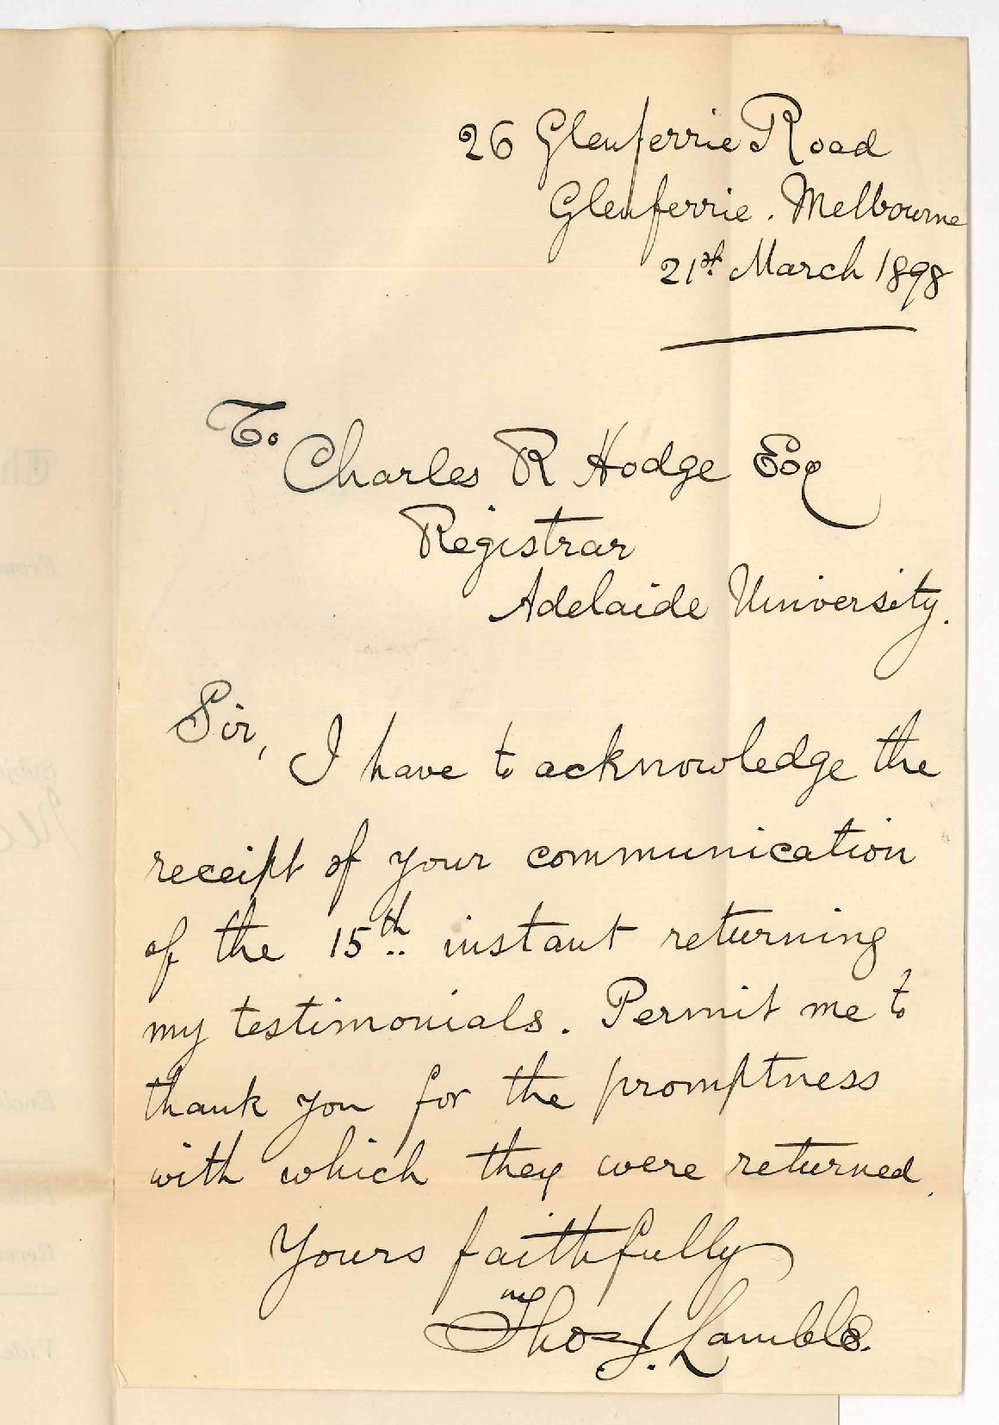 26 Glenferrie Road
Glenferrie. Melbourne
21st March 1898
To
Charles R Hodge Esq
Registrar
Adelaide University.
Sir,
I have to acknowledge the
receipt of your communication
of the 15th instant returning
my testimonials. Permit me to
thank you for the promptness
with which they were returned.
Yours faithfully
Thos J. Lamble.